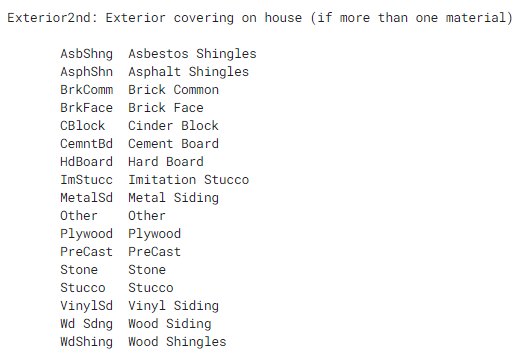 Exterior2nd: Exterior covering on house (if more than one material)
AsbShng Asbestos Shingles
AsphShn Asphalt Shingles
BrkComm Brick Common
BrkFace Brick Face
CBlock Cinder Block
CemntBd Cement Board
HdBoard Hard Board
ImStucc Imitation Stucco
MetalSd Metal Siding
Other Other
Plywood Plywood
PreCast PreCast
Stone Stone
Stucco Stucco
VinylSd Vinyl Siding
Wd Sdng Wood Siding
WdShing Wood Shingles